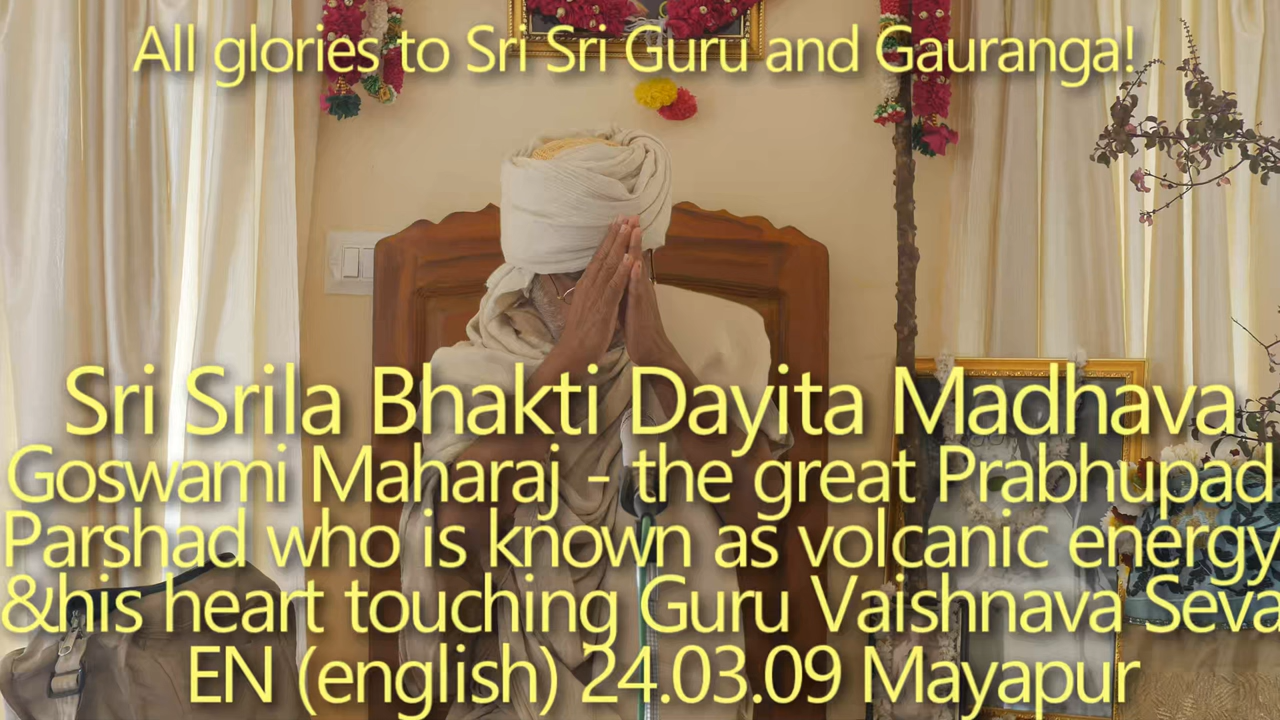 All glories to Sri Sri Guru and Gauranga!
Sri Srila Bhakti Dayita Madhava
Goswami Maharaj - the great Prabhupad
Parshad who is known as volcanic energy
&his heart touching Guru Vaishnava Seva
EN (english) 24.03.09 Mayapur